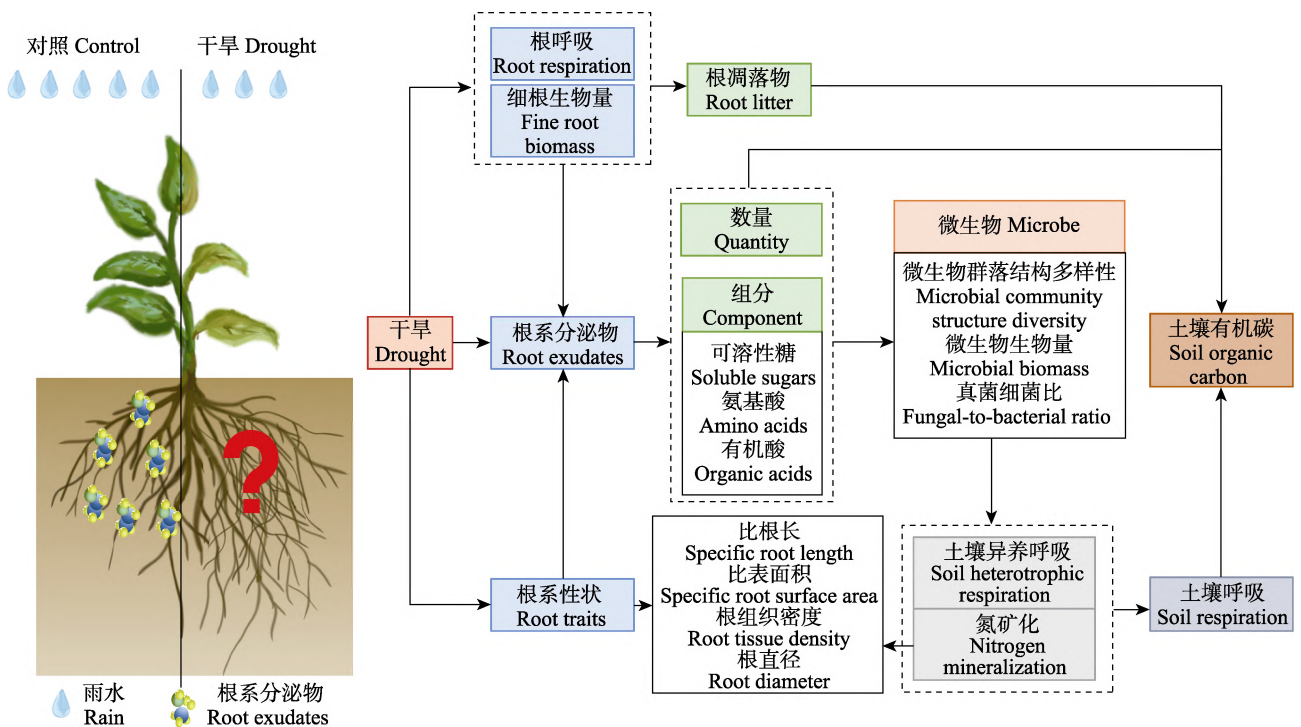 对照 Control
干旱 Drought
?
雨水
Rain
根系分泌物
Root exudates
干旱
Drought
根呼吸
Root respiration
细根生物量
Fine root
biomass
根系分泌物
Root exudates
根系性状
Root traits
根凋落物
Root litter
数量
Quantity
组分
Component
可溶性糖
Soluble sugars
氨基酸
Amino acids
有机酸
Organic acids
比根长
Specific root length
比表面积
Specific root surface area
根组织密度
Root tissue density
根直径
Root diameter
微生物 Microbe
微生物群落结构多样性
Microbial community
structure diversity
微生物生物量
Microbial biomass
真菌细菌比
Fungal-to-bacterial ratio
土壤异养呼吸
Soil heterotrophic
respiration
氮矿化
Nitrogen
mineralization
土壤有机碳
Soil organic
carbon
土壤呼吸
Soil respiration